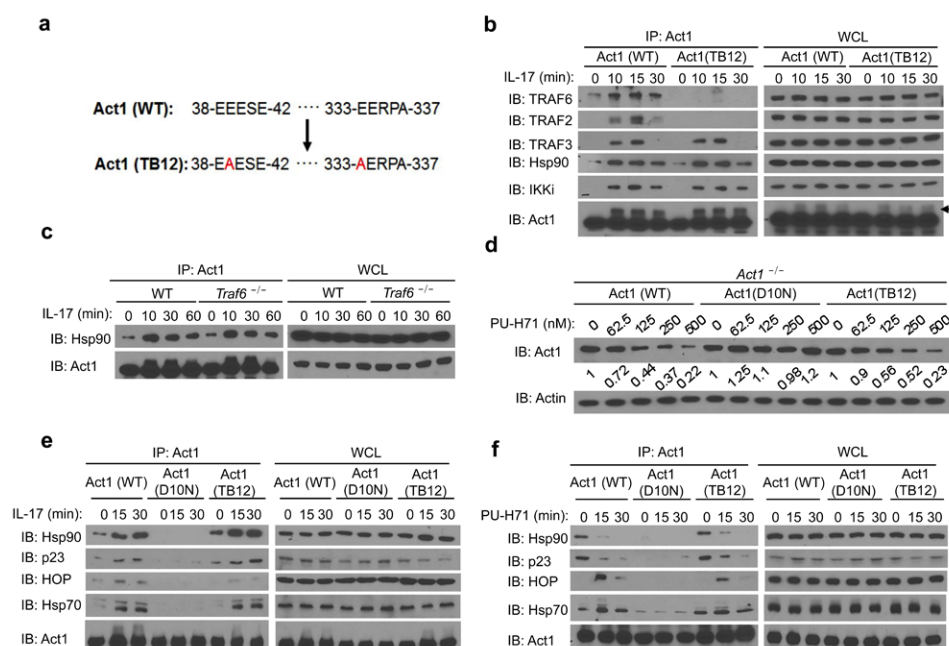 a
Act1 (WT): 38-EEESE-42 ···· 333-EERPA-337
Act1 (TB12): 38-EAESE-42 ···· 333-AERPA-337
b
IP: Act1 WCL
Act1 (WT) Act1(TB12) Act1 (WT) Act1(TB12)
IL-17 (min): 0 10 15 30 0 10 15 30 0 10 15 30 0 10 15 30
IB: TRAF6
IB: TRAF2
IB: TRAF3
IB: Hsp90
IB: IKKi
IB: Act1
c
IP: Act1 WCL
WT Traf6 −/− WT Traf6 −/−
IL-17 (min): 0 10 30 60 0 10 30 60 0 10 30 60 0 10 30 60
IB: Hsp90
IB: Act1
d
Act1 −/−
Act1 (WT) Act1(D10N) Act1(TB12)
PU-H71 (nM): 0 62.5 125 250 500 0 62.5 125 250 500 0 62.5 125 250 500
IB: Act1
1 0.72 0.44 0.37 0.22 1 1.25 1.1 0.98 1.2 1 0.9 0.56 0.52 0.23
IB: Actin
e
IP: Act1 WCL
Act1 (WT) Act1 (D10N) Act1 (TB12) Act1 (WT) Act1 (D10N) Act1 (TB12)
IL-17 (min): 0 15 30 0 15 30 0 15 30 0 15 30 0 15 30 0 15 30
IB: Hsp90
IB: p23
IB: HOP
IB: Hsp70
IB: Act1
f
IP: Act1 WCL
Act1 (WT) Act1 (D10N) Act1 (TB12) Act1 (WT) Act1 (D10N) Act1 (TB12)
PU-H71 (min): 0 15 30 0 15 30 0 15 30 0 15 30 0 15 30 0 15 30
IB: Hsp90
IB: p23
IB: HOP
IB: Hsp70
IB: Act1